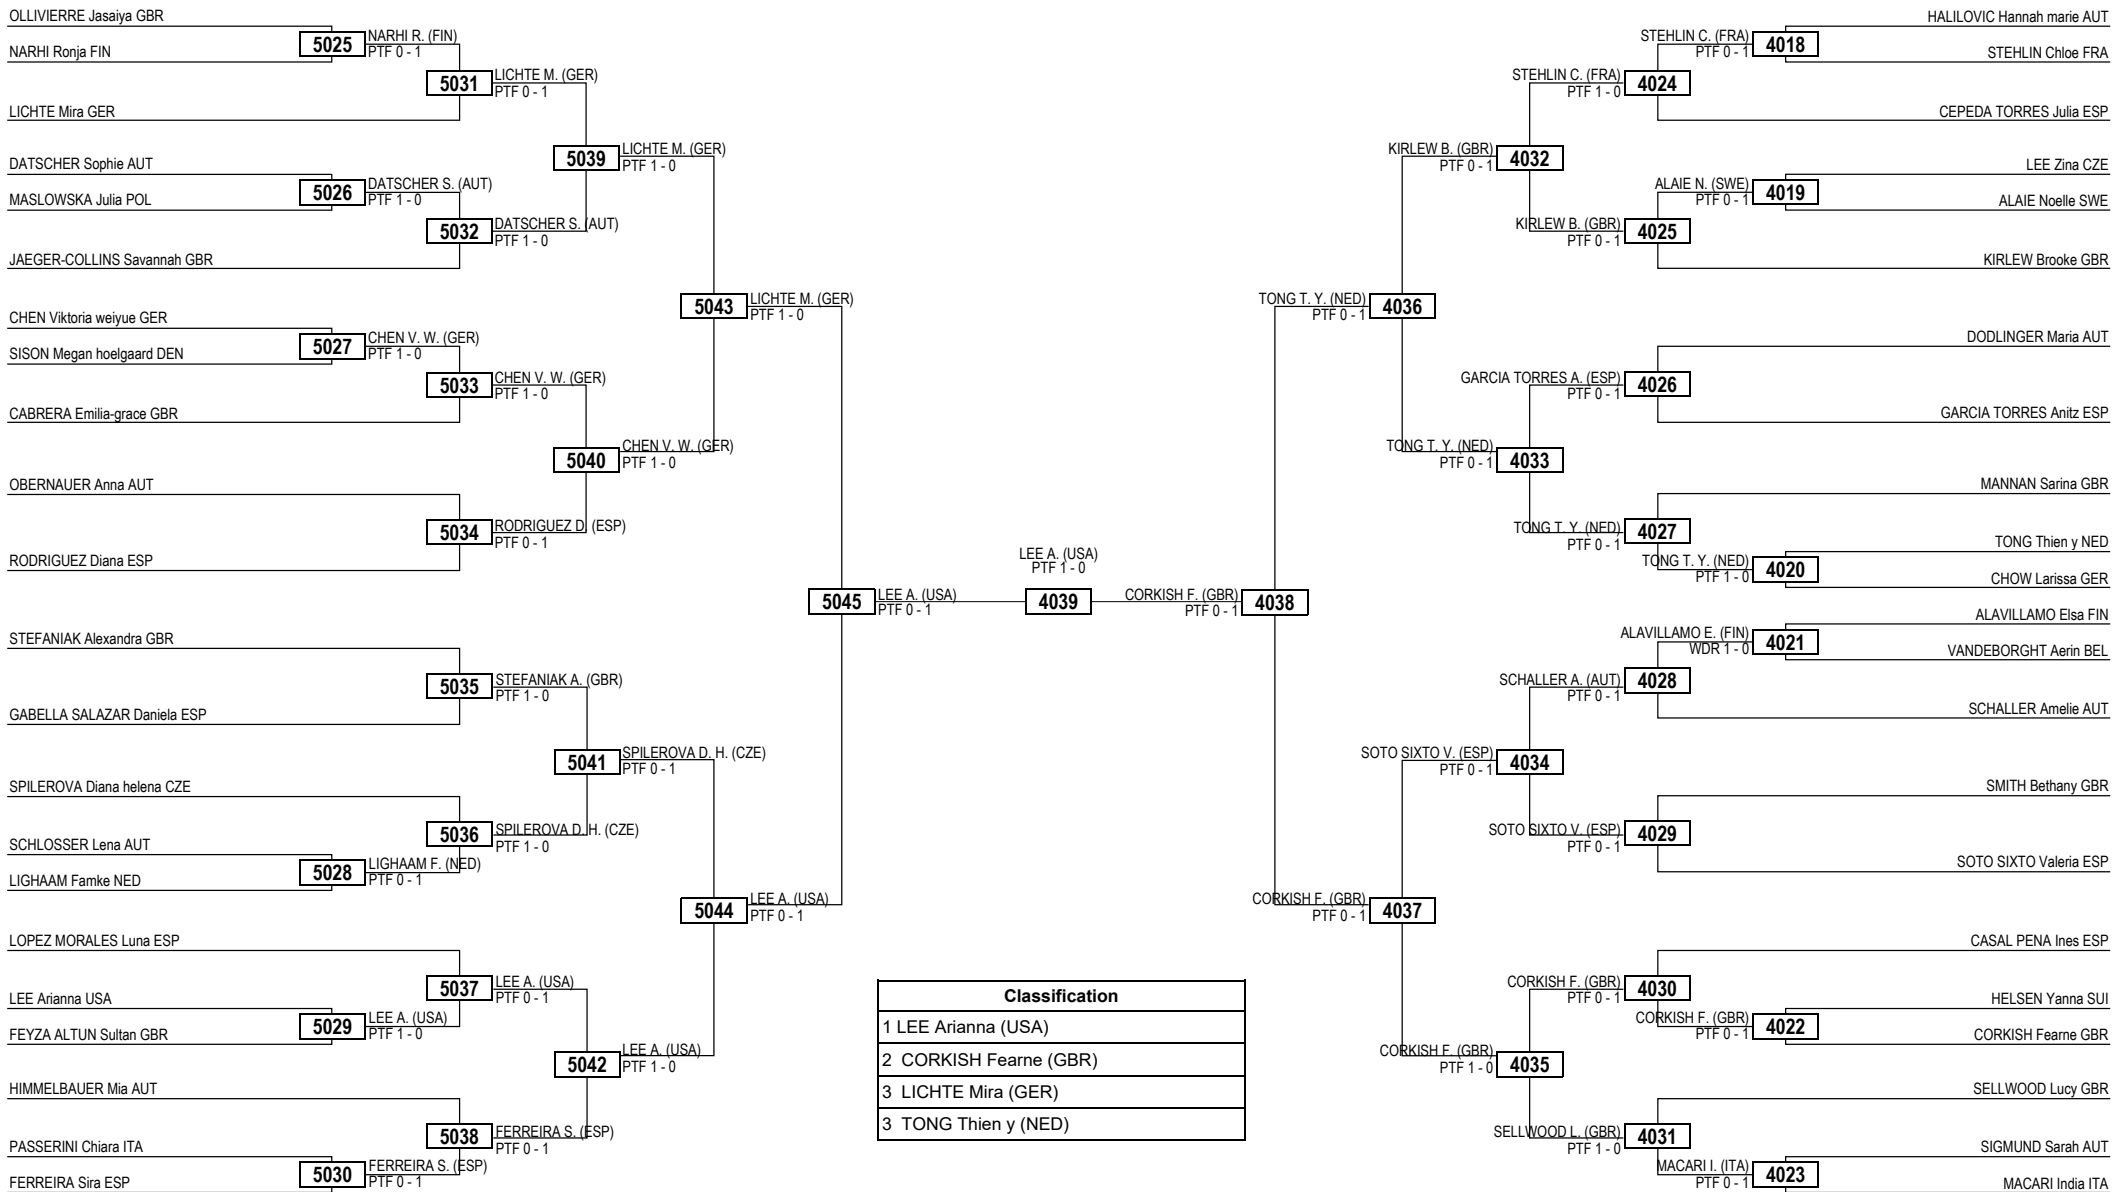 OLLIVIERRE Jasaiya GBR
NARHI Ronja FIN
5025
NARHI R. (FIN)
PTF 0 - 1
LICHTE Mira GER
5031
LICHTE M. (GER)
PTF 0 - 1
DATSCHER Sophie AUT
MASLOWSKA Julia POL
5026
DATSCHER S. (AUT)
PTF 1 - 0
JAEGER-COLLINS Savannah GBR
5032
DATSCHER S. (AUT)
PTF 1 - 0
5039
LICHTE M. (GER)
PTF 1 - 0
CHEN Viktoria weiyue GER
SISON Megan hoelgaard DEN
5027
CHEN V. W. (GER)
PTF 1 - 0
CABRERA Emilia-grace GBR
5033
CHEN V. W. (GER)
PTF 1 - 0
OBERNAUER Anna AUT
RODRIGUEZ Diana ESP
5034
RODRIGUEZ D. (ESP)
PTF 0 - 1
5040
CHEN V. W. (GER)
PTF 1 - 0
5043
LICHTE M. (GER)
PTF 1 - 0
STEFANIAK Alexandra GBR
GABELLA SALAZAR Daniela ESP
5035
STEFANIAK A. (GBR)
PTF 1 - 0
SPILEROVA Diana helena CZE
SCHLOSSER Lena AUT
LIGHAAM Famke NED
5028
LIGHAAM F. (NED)
PTF 0 - 1
5036
SPILEROVA D. H. (CZE)
PTF 1 - 0
5041
SPILEROVA D. H. (CZE)
PTF 0 - 1
LOPEZ MORALES Luna ESP
LEE Arianna USA
FEYZA ALTUN Sultan GBR
5029
LEE A. (USA)
PTF 1 - 0
5037
LEE A. (USA)
PTF 0 - 1
HIMMELBAUER Mia AUT
PASSERINI Chiara ITA
FERREIRA Sira ESP
5030
FERREIRA S. (ESP)
PTF 0 - 1
5038
FERREIRA S. (ESP)
PTF 0 - 1
5042
LEE A. (USA)
PTF 1 - 0
5044
LEE A. (USA)
PTF 0 - 1
5045
LEE A. (USA)
PTF 0 - 1
LEE A. (USA)
PTF 1 - 0
4039
CORKISH F. (GBR)
PTF 0 - 1
4038
HALILOVIC Hannah marie AUT
STEHLIN Chloe FRA
4018
STEHLIN C. (FRA)
PTF 0 - 1
CEPEDA TORRES Julia ESP
4024
STEHLIN C. (FRA)
PTF 1 - 0
LEE Zina CZE
ALAIE Noelle SWE
4019
ALAIE N. (SWE)
PTF 0 - 1
KIRLEW Brooke GBR
4025
KIRLEW B. (GBR)
PTF 0 - 1
4032
KIRLEW B. (GBR)
PTF 0 - 1
DODLINGER Maria AUT
GARCIA TORRES Anitz ESP
4026
GARCIA TORRES A. (ESP)
PTF 0 - 1
MANNAN Sarina GBR
TONG Thien y NED
CHOW Larissa GER
4020
TONG T. Y. (NED)
PTF 1 - 0
4027
TONG T. Y. (NED)
PTF 0 - 1
4033
TONG T. Y. (NED)
PTF 0 - 1
4036
TONG T. Y. (NED)
PTF 0 - 1
ALAVILLAMO Elsa FIN
VANDEBORGHT Aerin BEL
4021
ALAVILLAMO E. (FIN)
WDR 1 - 0
SCHALLER Amelie AUT
4028
SCHALLER A. (AUT)
PTF 0 - 1
SMITH Bethany GBR
SOTO SIXTO Valeria ESP
4029
SOTO SIXTO V. (ESP)
PTF 0 - 1
4034
SOTO SIXTO V. (ESP)
PTF 0 - 1
CASAL PENA Ines ESP
HELSEN Yanna SUI
CORKISH Fearne GBR
4022
CORKISH F. (GBR)
PTF 0 - 1
4030
CORKISH F. (GBR)
PTF 0 - 1
SELLWOOD Lucy GBR
SIGMUND Sarah AUT
MACARI India ITA
4023
MACARI I. (ITA)
PTF 0 - 1
4031
SELLWOOD L. (GBR)
PTF 1 - 0
4035
CORKISH F. (GBR)
PTF 1 - 0
4037
CORKISH F. (GBR)
PTF 0 - 1
Classification
1 LEE Arianna (USA)
2 CORKISH Fearne (GBR)
3 LICHTE Mira (GER)
3 TONG Thien y (NED)